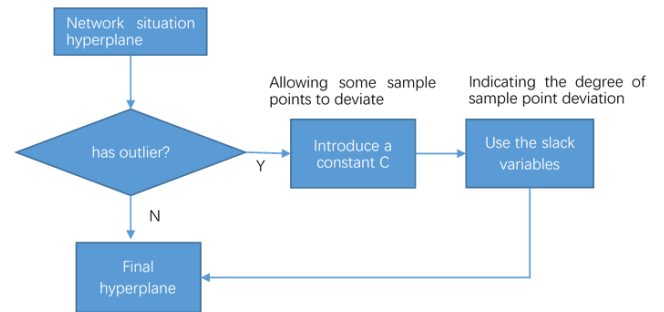 Network situation
hyperplane
Allowing some sample
points to deviate
Indicating the degree of
sample point deviation
has outlier?
Y
Introduce a
constant C
Use the slack
variables
N
Final
hyperplane